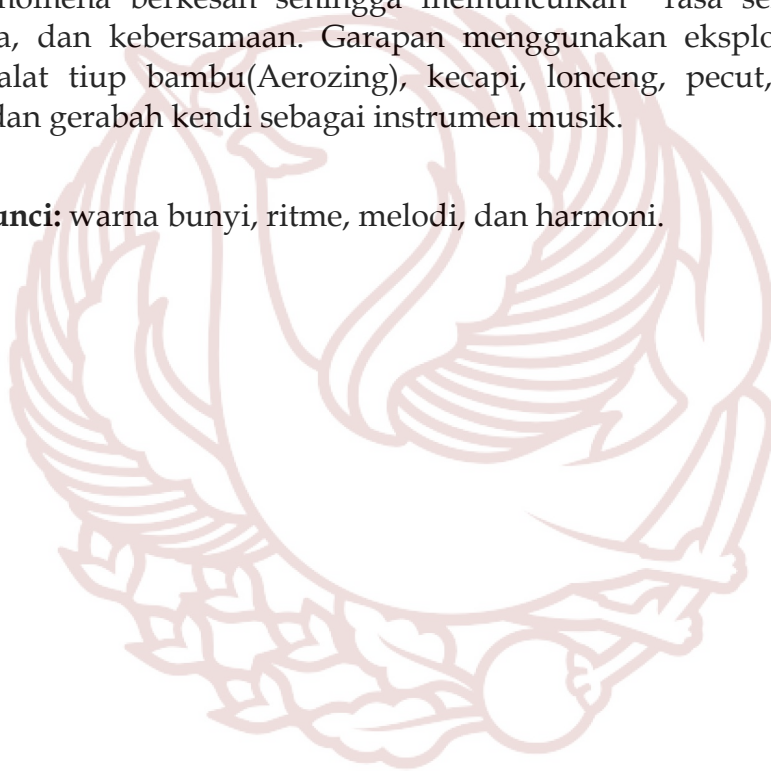 nomena berkesan sehingga memunculkan rasa se
a, dan kebersamaan. Garapan menggunakan eksplo
alat tiup bambu(Aerozing), kecapi, lonceng, pecut,
dan gerabah kendi sebagai instrumen musik.
unci: warna bunyi, ritme, melodi, dan harmoni.